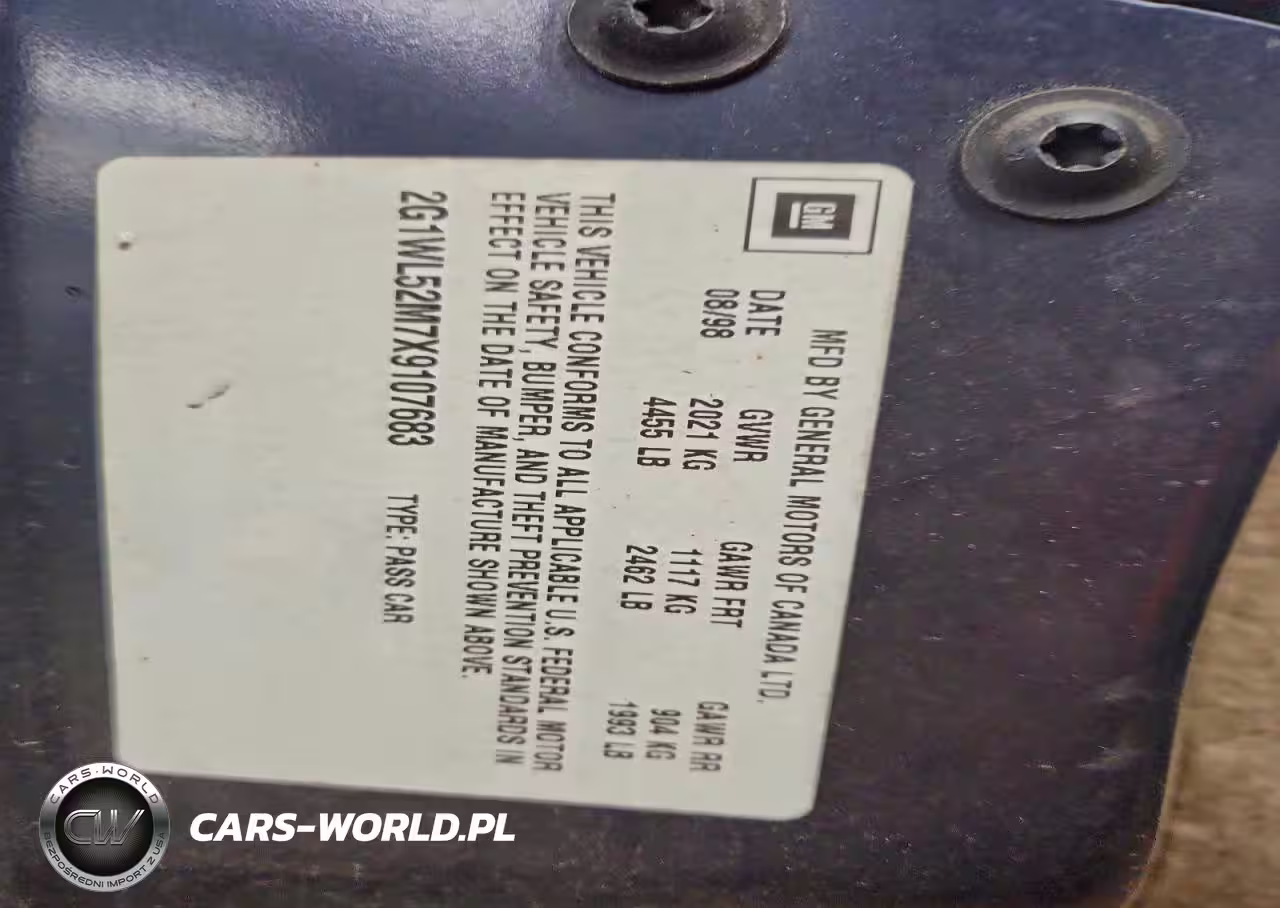 GM
MFD BY GENERAL MOTORS OF CANADA LTD.
DATE GVWR GAWR FRT GAWR RR
08/98 2021 KG 1117 KG 904 KG
4455 LB 2462 LB 1993 LB
THIS VEHICLE CONFORMS TO ALL APPLICABLE U.S. FEDERAL MOTOR
VEHICLE SAFETY, BUMPER, AND THEFT PREVENTION STANDARDS IN
EFFECT ON THE DATE OF MANUFACTURE SHOWN ABOVE.
2G1WL52M7X9107683 TYPE: PASS CAR
CARS-WORLD
CW
BEZPOŚREDNI IMPORT Z USA
CARS-WORLD.PL